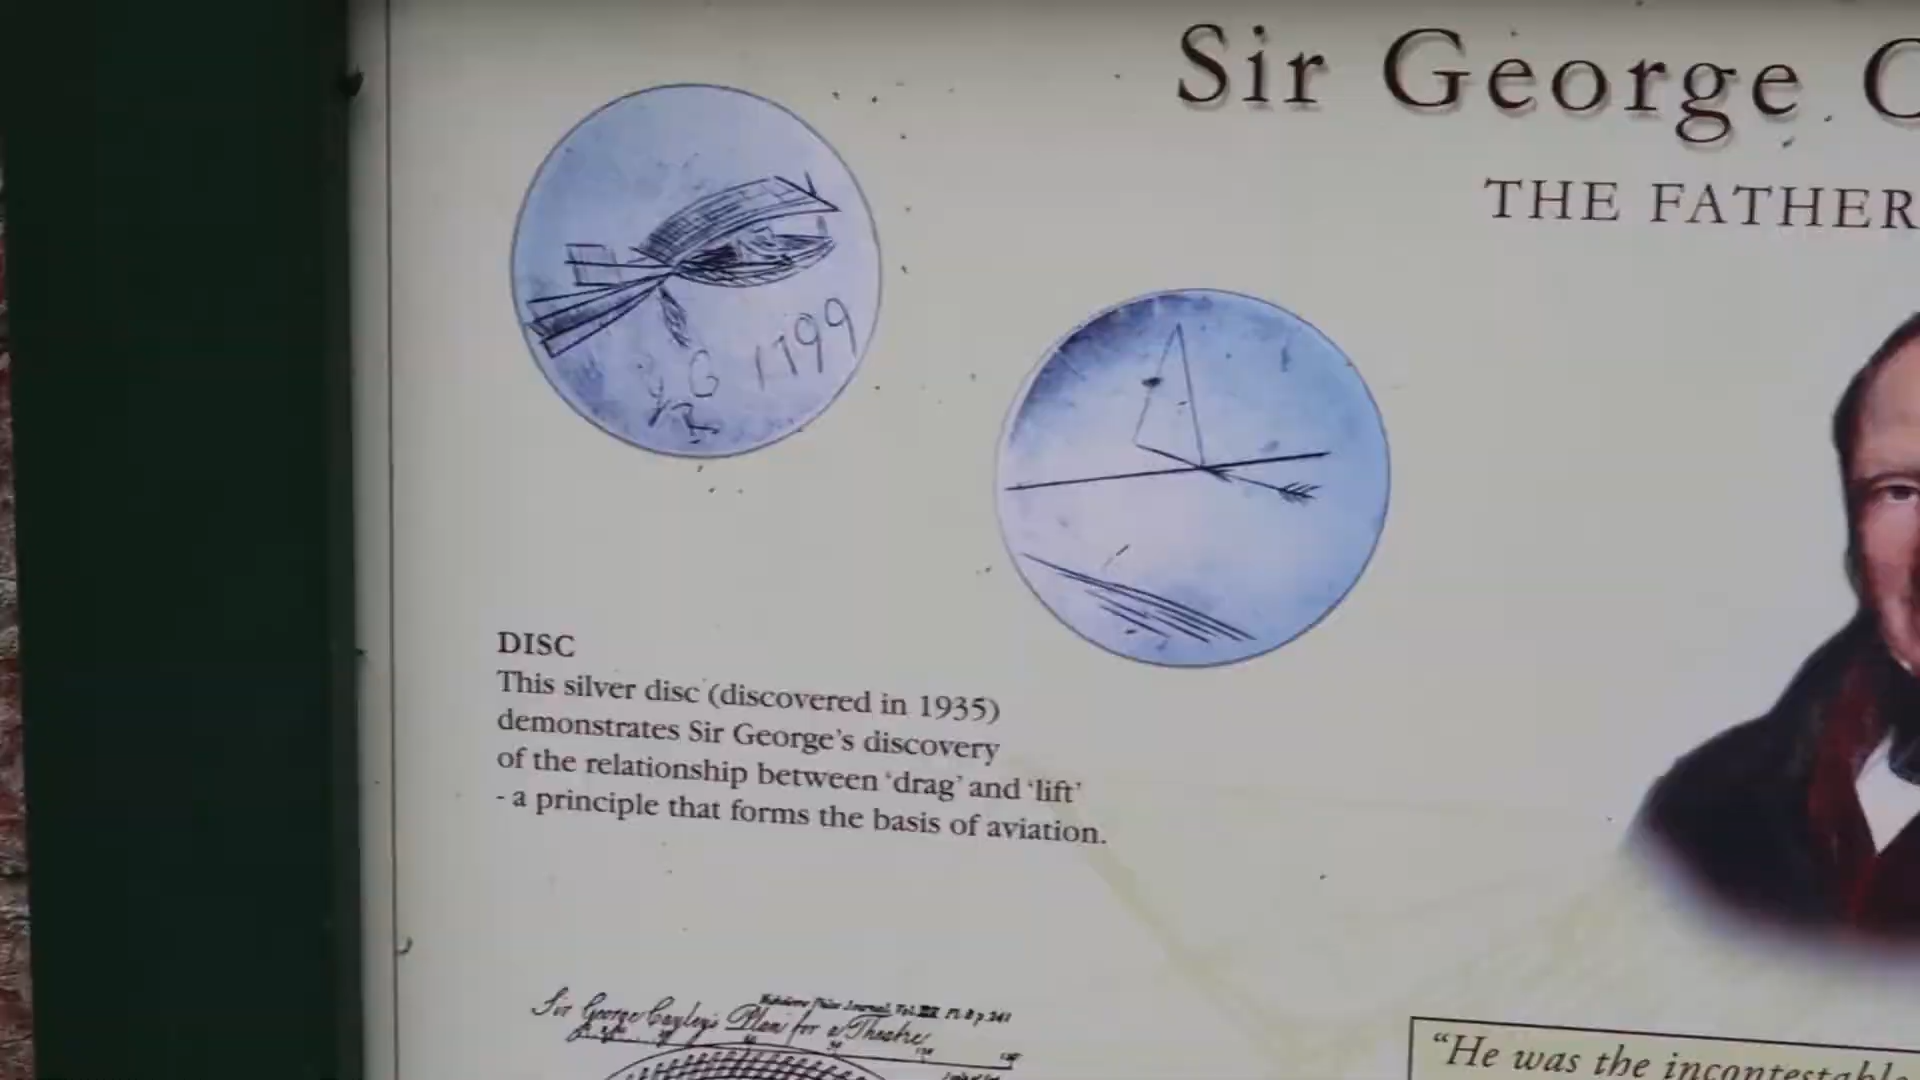 Sir George
THE FATHER
G 1799
DISC
This silver disc (discovered in 1935)
demonstrates Sir George's discovery
of the relationship between 'drag' and 'lift'
- a principle that forms the basis of aviation.
Sir George Cayley's Plan for a Theatre
"He was the incontestable